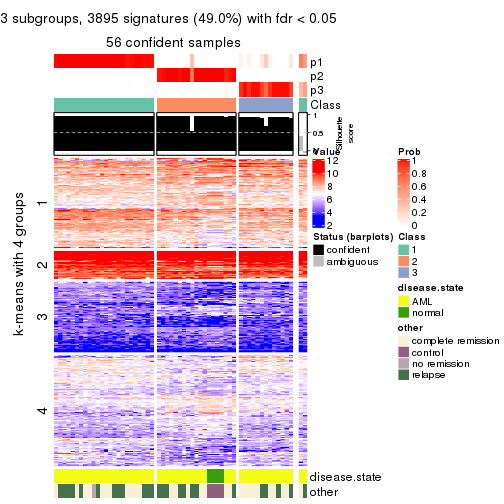 3 subgroups, 3895 signatures (49.0%) with fdr < 0.05
56 confident samples
p1
p2
p3
Class
1
0.5
0
Silhouette
score
k-means with 4 groups
1
2
3
4
Value
12
10
8
6
4
2
Status (barplots)
confident
ambiguous
Prob
1
0.8
0.6
0.4
0.2
0
Class
1
2
3
disease.state
AML
normal
other
complete remission
control
no remission
relapse
disease.state
other